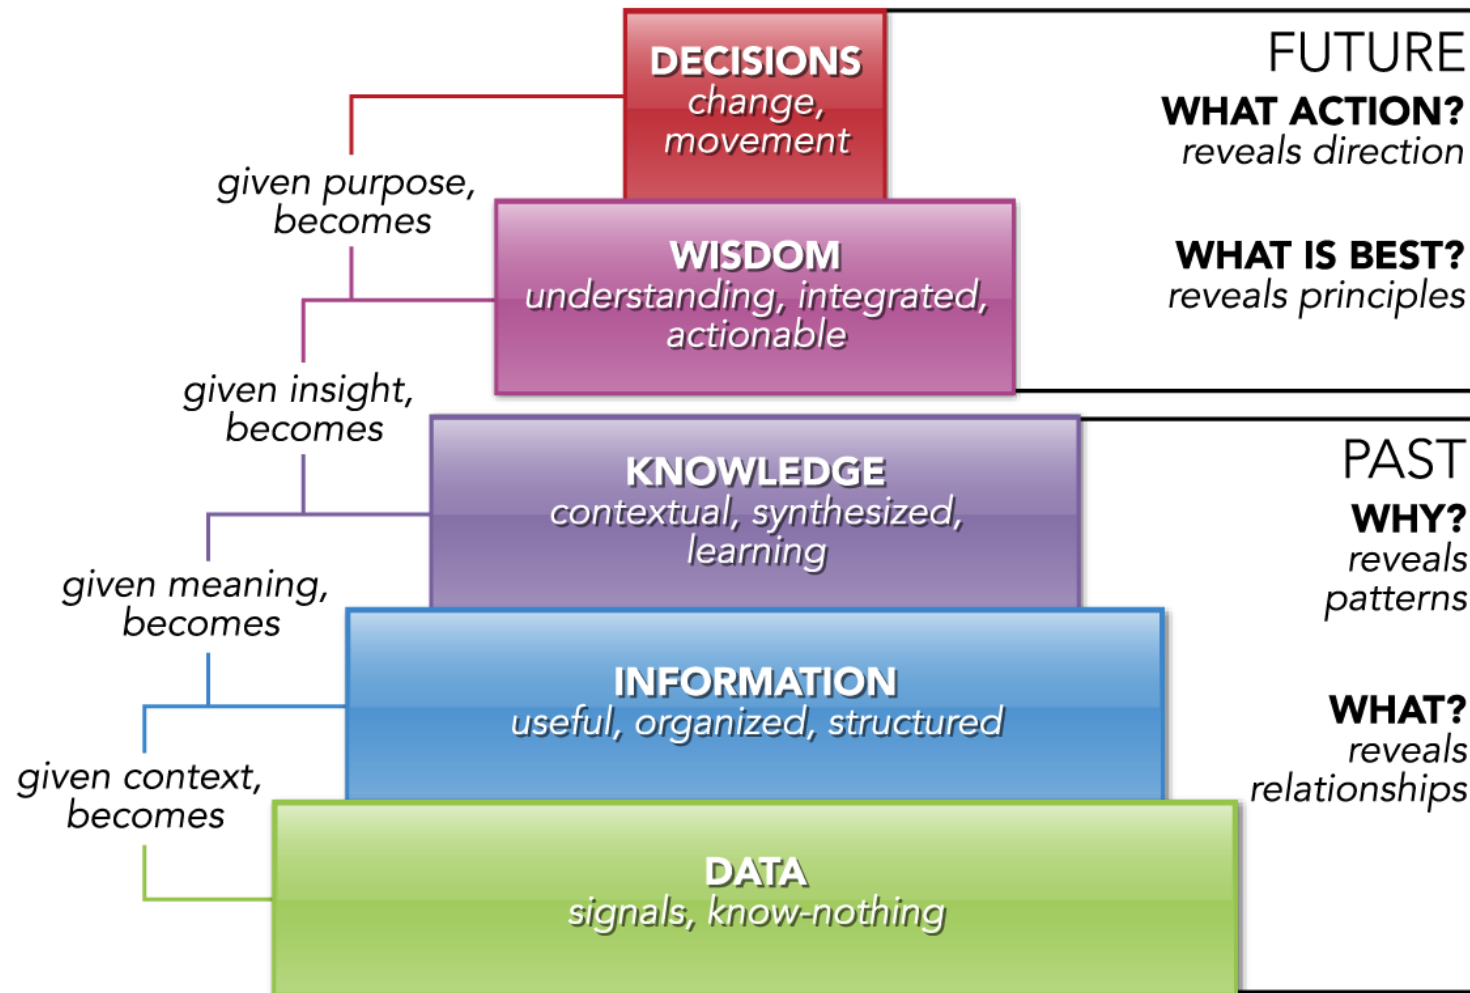 DECISIONS
change,
movement
given purpose,
becomes
WISDOM
understanding, integrated,
actionable
given insight,
becomes
KNOWLEDGE
contextual, synthesized,
learning
given meaning,
becomes
INFORMATION
useful, organized, structured
given context,
becomes
DATA
signals, know-nothing
FUTURE
WHAT ACTION?
reveals direction
WHAT IS BEST?
reveals principles
PAST
WHY?
reveals
patterns
WHAT?
reveals
relationships